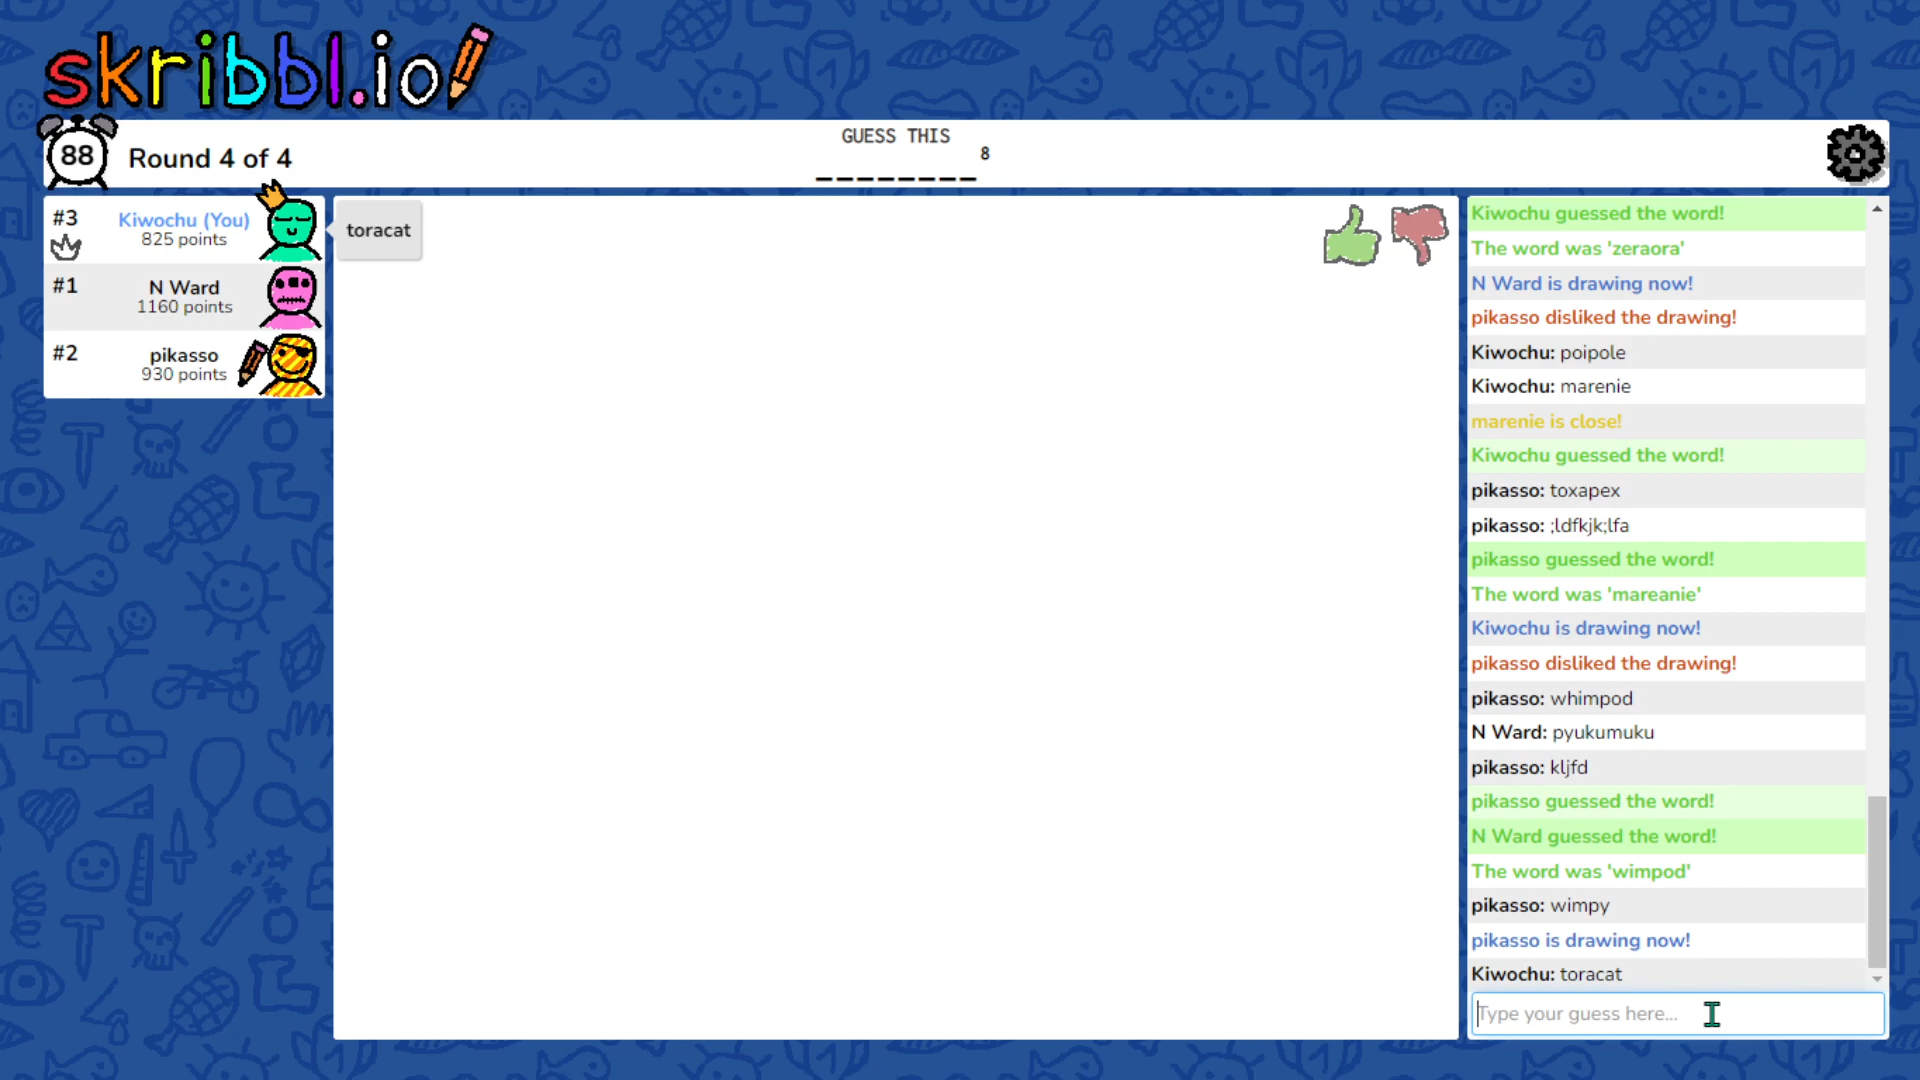 skribbl.io
88
Round 4 of 4
GUESS THIS
________ 8
#3
Kiwochu (You)
825 points
#1
N Ward
1160 points
#2
pikasso
930 points
toracat
Kiwochu guessed the word!
The word was 'zeraora'
N Ward is drawing now!
pikasso disliked the drawing!
Kiwochu: poipole
Kiwochu: marenie
marenie is close!
Kiwochu guessed the word!
pikasso: toxapex
pikasso: ;ldfkjk;lfa
pikasso guessed the word!
The word was 'mareanie'
Kiwochu is drawing now!
pikasso disliked the drawing!
pikasso: whimpod
N Ward: pyukumuku
pikasso: kljfd
pikasso guessed the word!
N Ward guessed the word!
The word was 'wimpod'
pikasso: wimpy
pikasso is drawing now!
Kiwochu: toracat
Type your guess here...